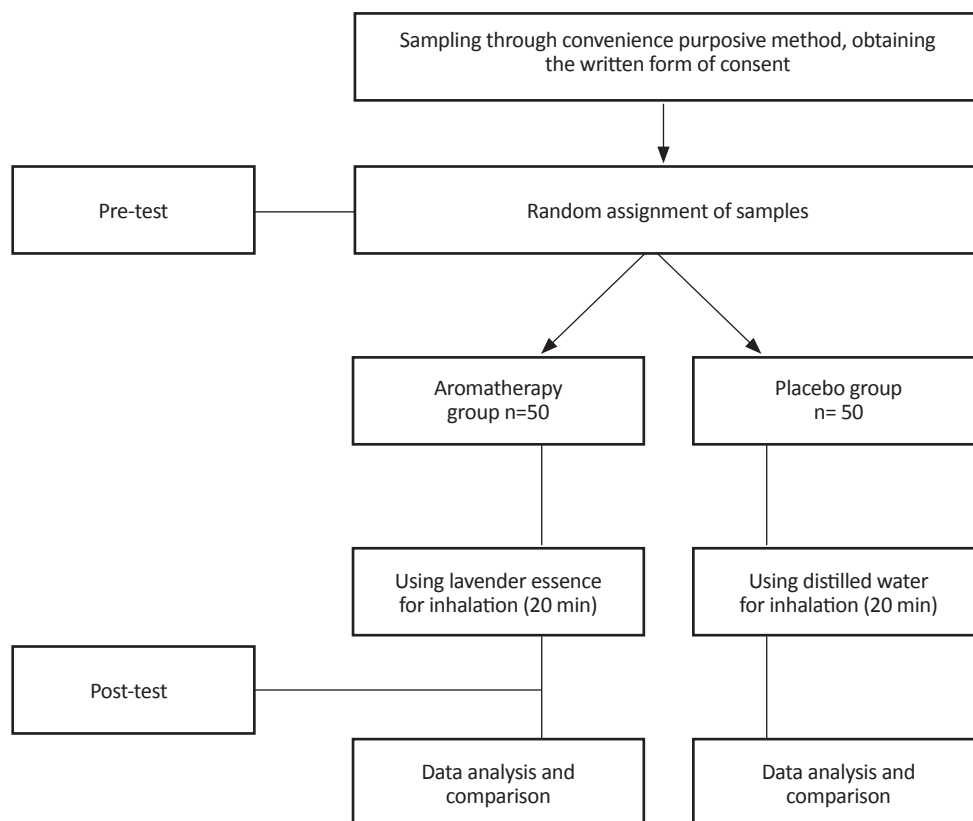 Sampling through convenience purposive method, obtaining
the written form of consent
Pre-test
Random assignment of samples
Aromatherapy
group n=50
Placebo group
n= 50
Using lavender essence
for inhalation (20 min)
Using distilled water
for inhalation (20 min)
Post-test
Data analysis and
comparison
Data analysis and
comparison